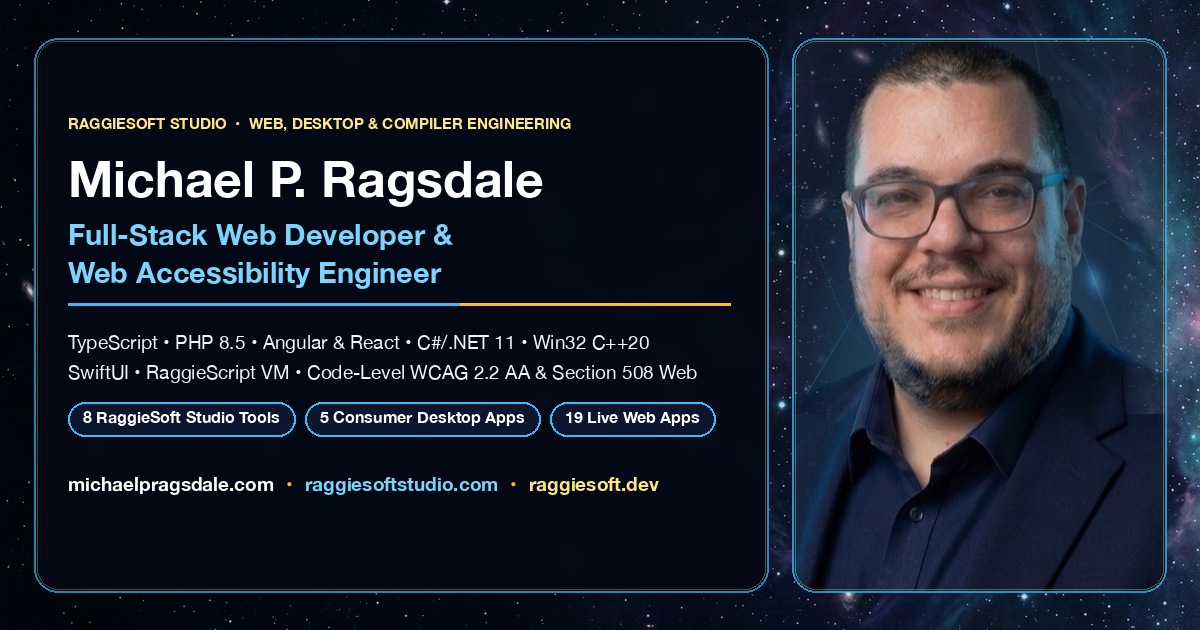 RAGGIESOFT STUDIO • WEB, DESKTOP & COMPILER ENGINEERING
Michael P. Ragsdale
Full-Stack Web Developer &
Web Accessibility Engineer
TypeScript • PHP 8.5 • Angular & React • C#/.NET 11 • Win32 C++20
SwiftUI • RaggieScript VM • Code-Level WCAG 2.2 AA & Section 508 Web
8 RaggieSoft Studio Tools
5 Consumer Desktop Apps
19 Live Web Apps
michaelpragsdale.com • raggiesoftstudio.com • raggiesoft.dev